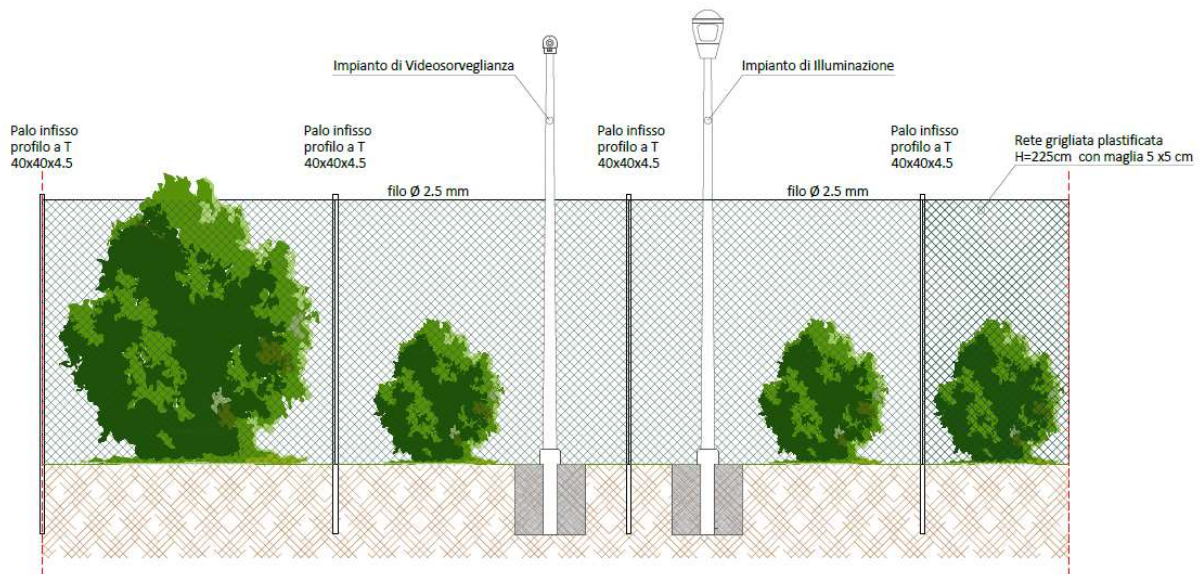 Impianto di Videosorveglianza
Impianto di Illuminazione
Palo infisso
profilo a T
40x40x4.5
Palo infisso
profilo a T
40x40x4.5
Palo infisso
profilo a T
40x40x4.5
Palo infisso
profilo a T
40x40x4.5
Rete grigliata plastificata
H=225cm con maglia 5 x5 cm
filo Ø 2.5 mm
filo Ø 2.5 mm